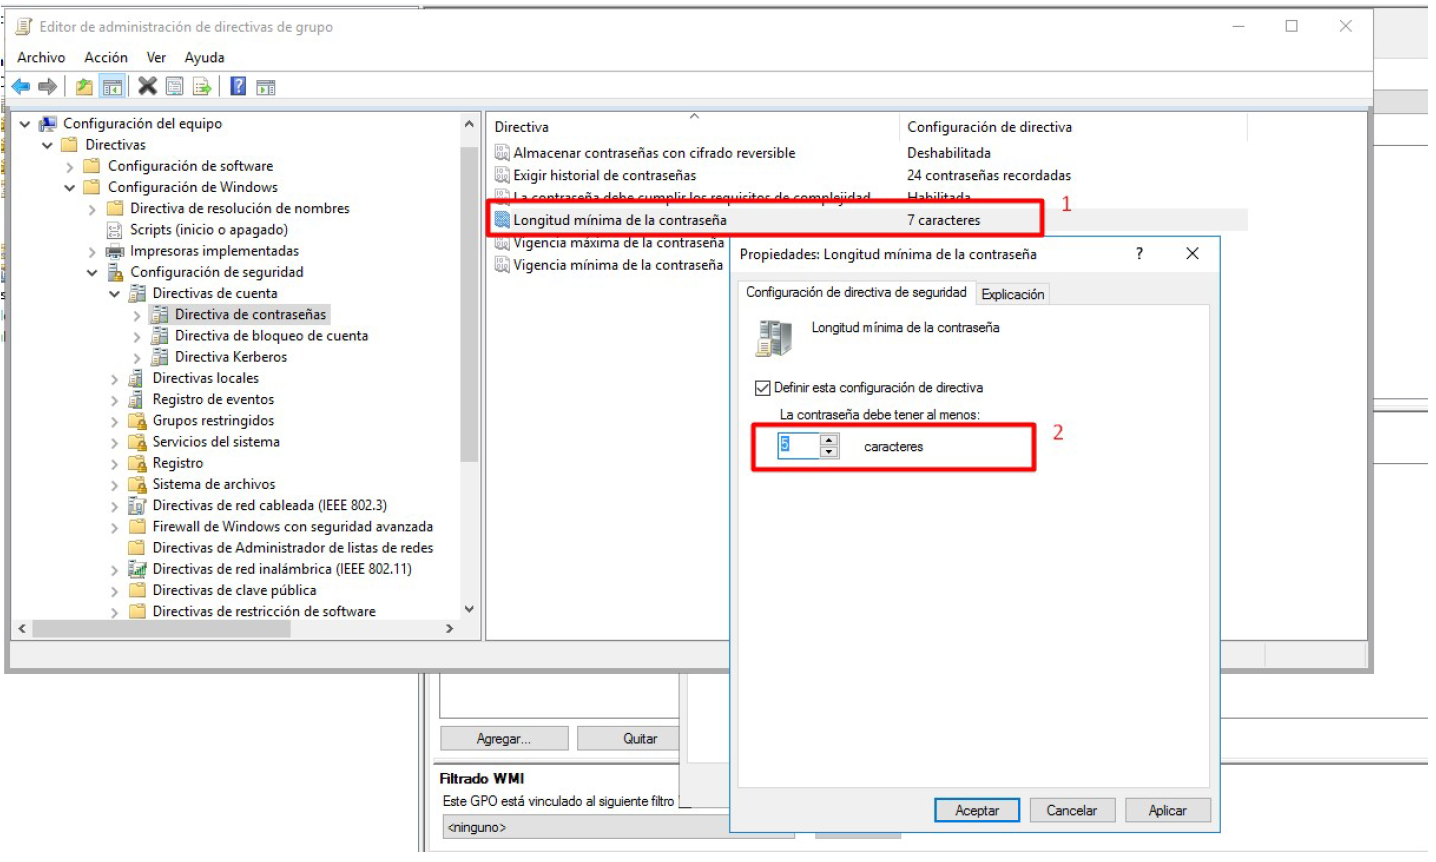 Editor de administración de directivas de grupo
Archivo Acción Ver Ayuda
Configuración del equipo
Directivas
Configuración de software
Configuración de Windows
Directiva de resolución de nombres
Scripts (inicio o apagado)
Impresoras implementadas
Configuración de seguridad
Directivas de cuenta
Directiva de contraseñas
Directiva de bloqueo de cuenta
Directiva Kerberos
Directivas locales
Registro de eventos
Grupos restringidos
Servicios del sistema
Registro
Sistema de archivos
Directivas de red cableada (IEEE 802.3)
Firewall de Windows con seguridad avanzada
Directivas de Administrador de listas de redes
Directivas de red inalámbrica (IEEE 802.11)
Directivas de clave pública
Directivas de restricción de software
Directiva Configuración de directiva
Almacenar contraseñas con cifrado reversible Deshabilitada
Exigir historial de contraseñas 24 contraseñas recordadas
La contraseña debe cumplir los requisitos de complejidad Habilitada
Longitud mínima de la contraseña 7 caracteres
1
Vigencia máxima de la contraseña
Vigencia mínima de la contraseña
Propiedades: Longitud mínima de la contraseña ?
Configuración de directiva de seguridad Explicación
Longitud mínima de la contraseña
Definir esta configuración de directiva
La contraseña debe tener al menos:
5 caracteres
2
Aceptar Cancelar Aplicar
Agregar... Quitar
Filtrado WMI
Este GPO está vinculado al siguiente filtro
<ninguno>